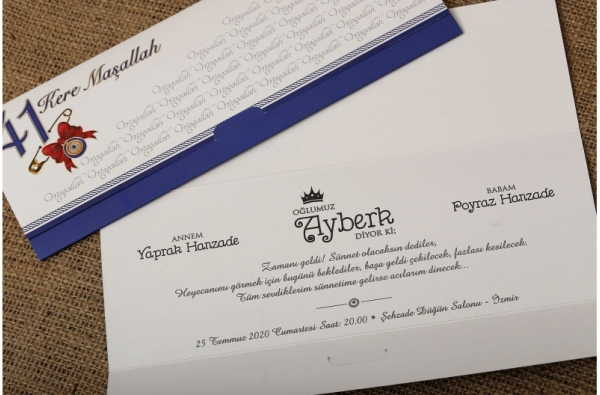 41 Kere Maşallah
ANNEM
Yaprak Hanzade
OĞLUMUZ
Ayberk
DİYOR Kİ;
BABAM
Poyraz Hanzade
Zamanı geldi! Sünnet olacaksın dediler,
Heyecanımı görmek için bugünü beklediler, başa geldi çekilecek, fazlası kesilecek.
Tüm sevdiklerim sünnetime gelirse acılarım dinecek...
25 Temmuz 2020 Cumartesi Saat: 20.00 * Şehzade Düğün Salonu - İzmir